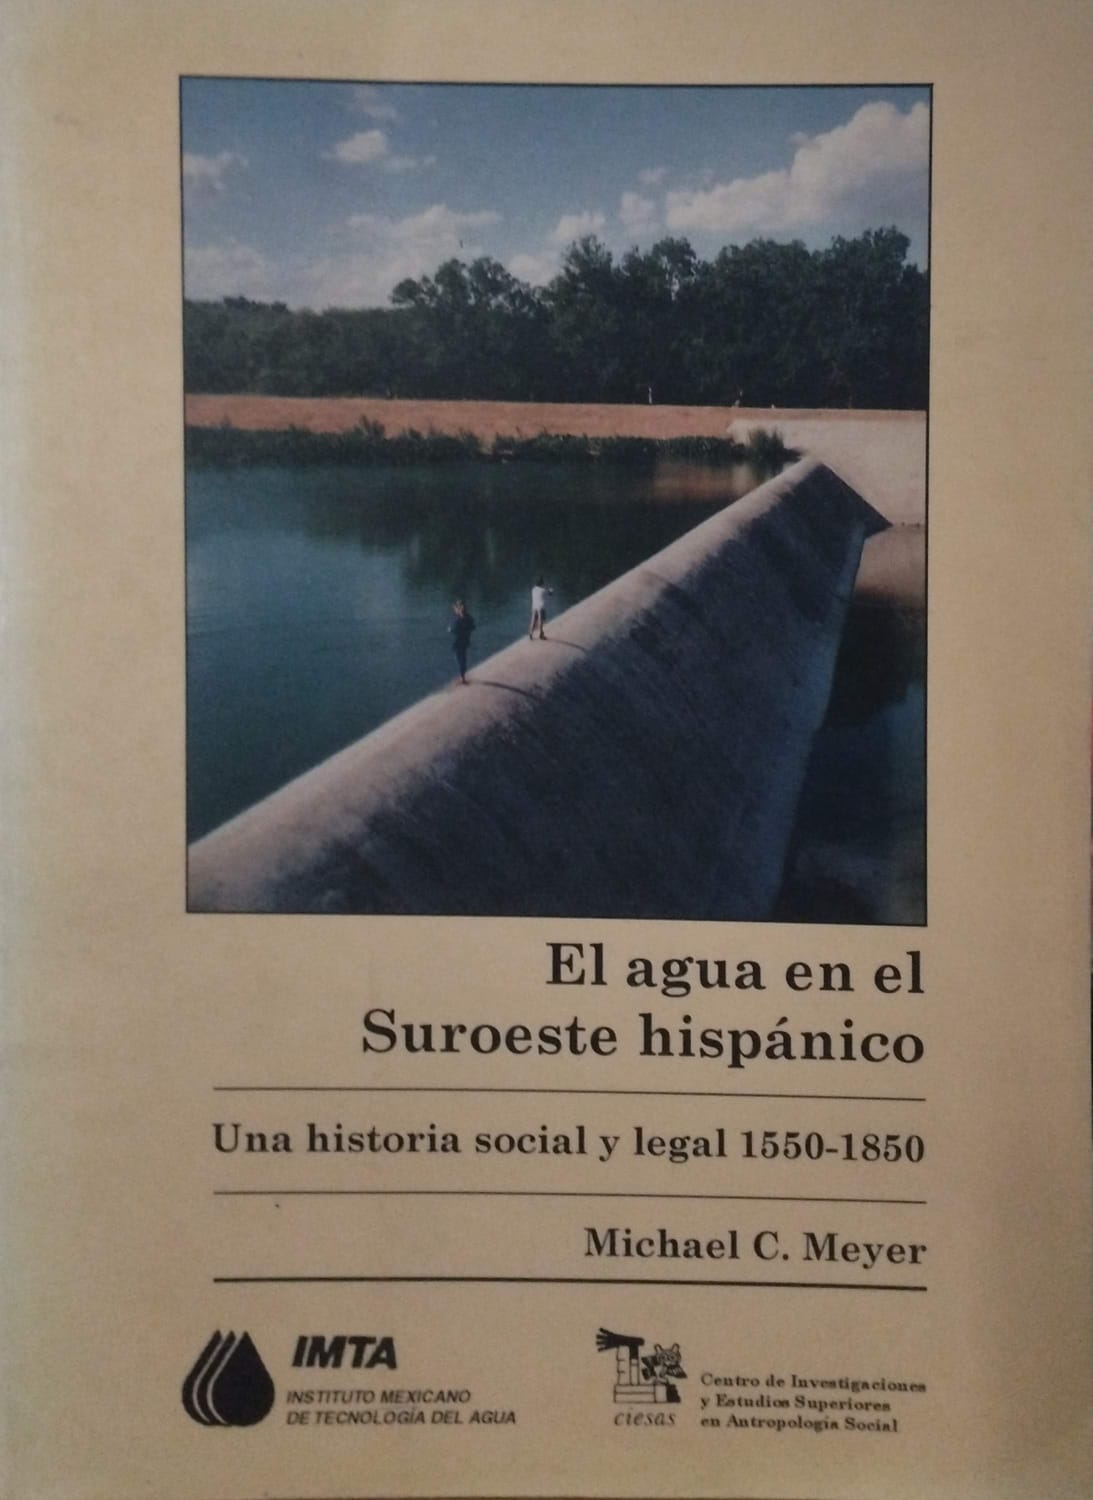 El agua en el
Suroeste hispánico
Una historia social y legal 1550-1850
Michael C. Meyer
IMTA
INSTITUTO MEXICANO
DE TECNOLOGÍA DEL AGUA
ciesas
Centro de Investigaciones
y Estudios Superiores
en Antropología Social